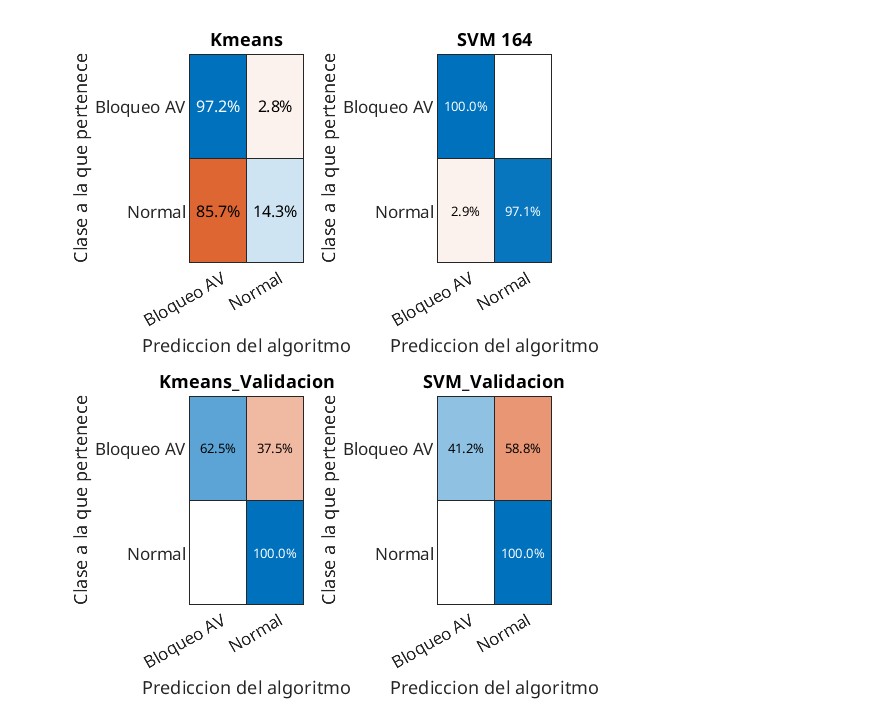 Kmeans
Clase a la que pertenece
Bloqueo AV
97.2%
2.8%
Normal
85.7%
14.3%
Bloqueo AV
Normal
Prediccion del algoritmo
SVM 164
Clase a la que pertenece
Bloqueo AV
100.0%
Normal
2.9%
97.1%
Bloqueo AV
Normal
Prediccion del algoritmo
Kmeans_Validacion
Clase a la que pertenece
Bloqueo AV
62.5%
37.5%
Normal
100.0%
Bloqueo AV
Normal
Prediccion del algoritmo
SVM_Validacion
Clase a la que pertenece
Bloqueo AV
41.2%
58.8%
Normal
100.0%
Bloqueo AV
Normal
Prediccion del algoritmo